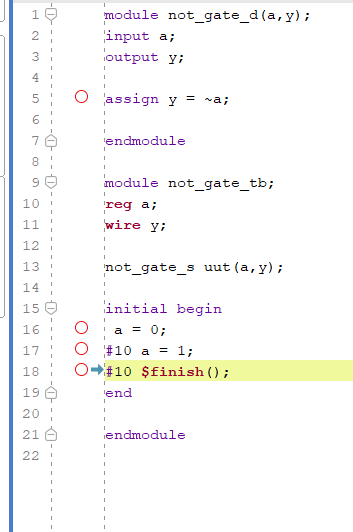 1 module not_gate_d(a,y);
2 input a;
3 output y;
4
5 assign y = ~a;
6
7 endmodule
8
9 module not_gate_tb;
10 reg a;
11 wire y;
12
13 not_gate_s uut(a,y);
14
15 initial begin
16 a = 0;
17 #10 a = 1;
18 #10 $finish();
19 end
20
21 endmodule
22